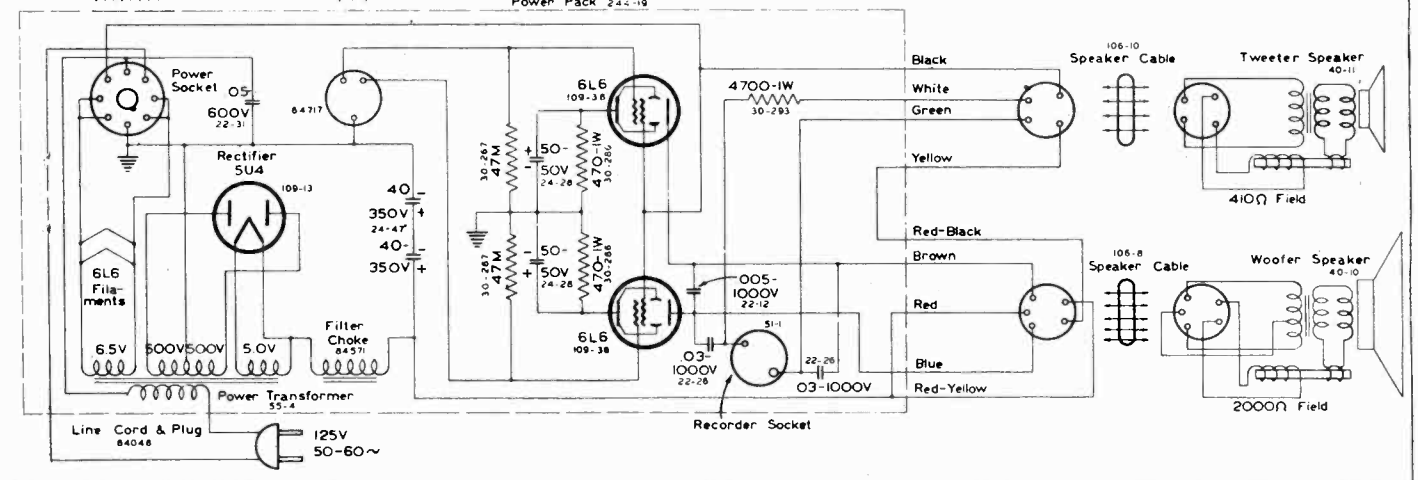 Power Pack 244-19
Power
Socket
.05-
600V
22-31
84717
Rectifier
5U4
109-13
40-
350V
24-47
40-
350V
6L6
Fila-
ments
6.5V
500V 500V
5.0V
Filter
Choke
84571
Power Transformer
55-4
Line Cord & Plug
84048
125V
50-60~
30-267
47M
50-
50V
24-28
470-1W
30-286
30-267
47M
50-
50V
24-28
470-1W
30-286
6L6
109-38
6L6
109-38
4700-1W
30-293
.005-
1000V
22-12
.03-
1000V
22-26
51-1
22-26
.03-1000V
Recorder Socket
Black
White
Green
Yellow
Red-Black
Brown
Red
Blue
Red-Yellow
106-10
Speaker Cable
Tweeter Speaker
40-11
410Ω Field
106-8
Speaker Cable
Woofer Speaker
40-10
2000Ω Field